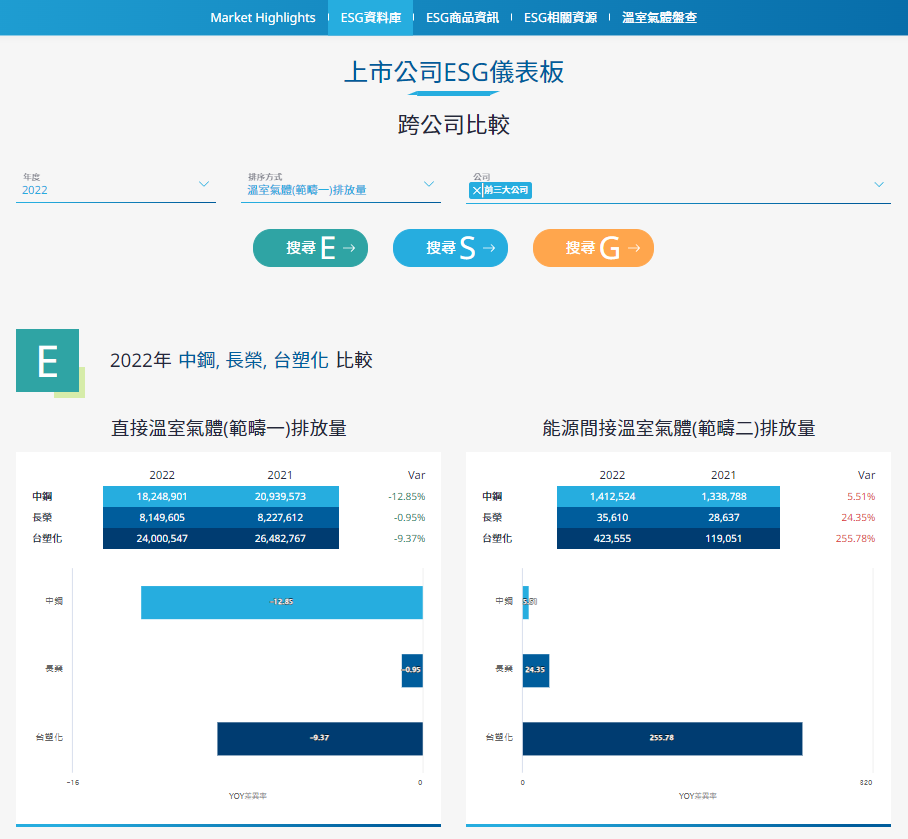 Market Highlights ESG資料庫 ESG商品資訊 ESG相關資源 溫室氣體盤查
上市公司ESG儀表板
跨公司比較
年度 排序方式 公司
2022 溫室氣體(範疇一)排放量 ×前三大公司
搜尋 E → 搜尋 S → 搜尋 G →
E 2022年 中鋼, 長榮, 台塑化 比較
直接溫室氣體(範疇一)排放量
2022 2021 Var
中鋼 18,248,901 20,939,573 -12.85%
長榮 8,149,605 8,227,612 -0.95%
台塑化 24,000,547 26,482,767 -9.37%
中鋼 -12.85
長榮 -0.95
台塑化 -9.37
-16 0
YOY差異率
能源間接溫室氣體(範疇二)排放量
2022 2021 Var
中鋼 1,412,524 1,338,788 5.51%
長榮 35,610 28,637 24.35%
台塑化 423,555 119,051 255.78%
中鋼
長榮 24.35
台塑化 255.78
0 320
YOY差異率